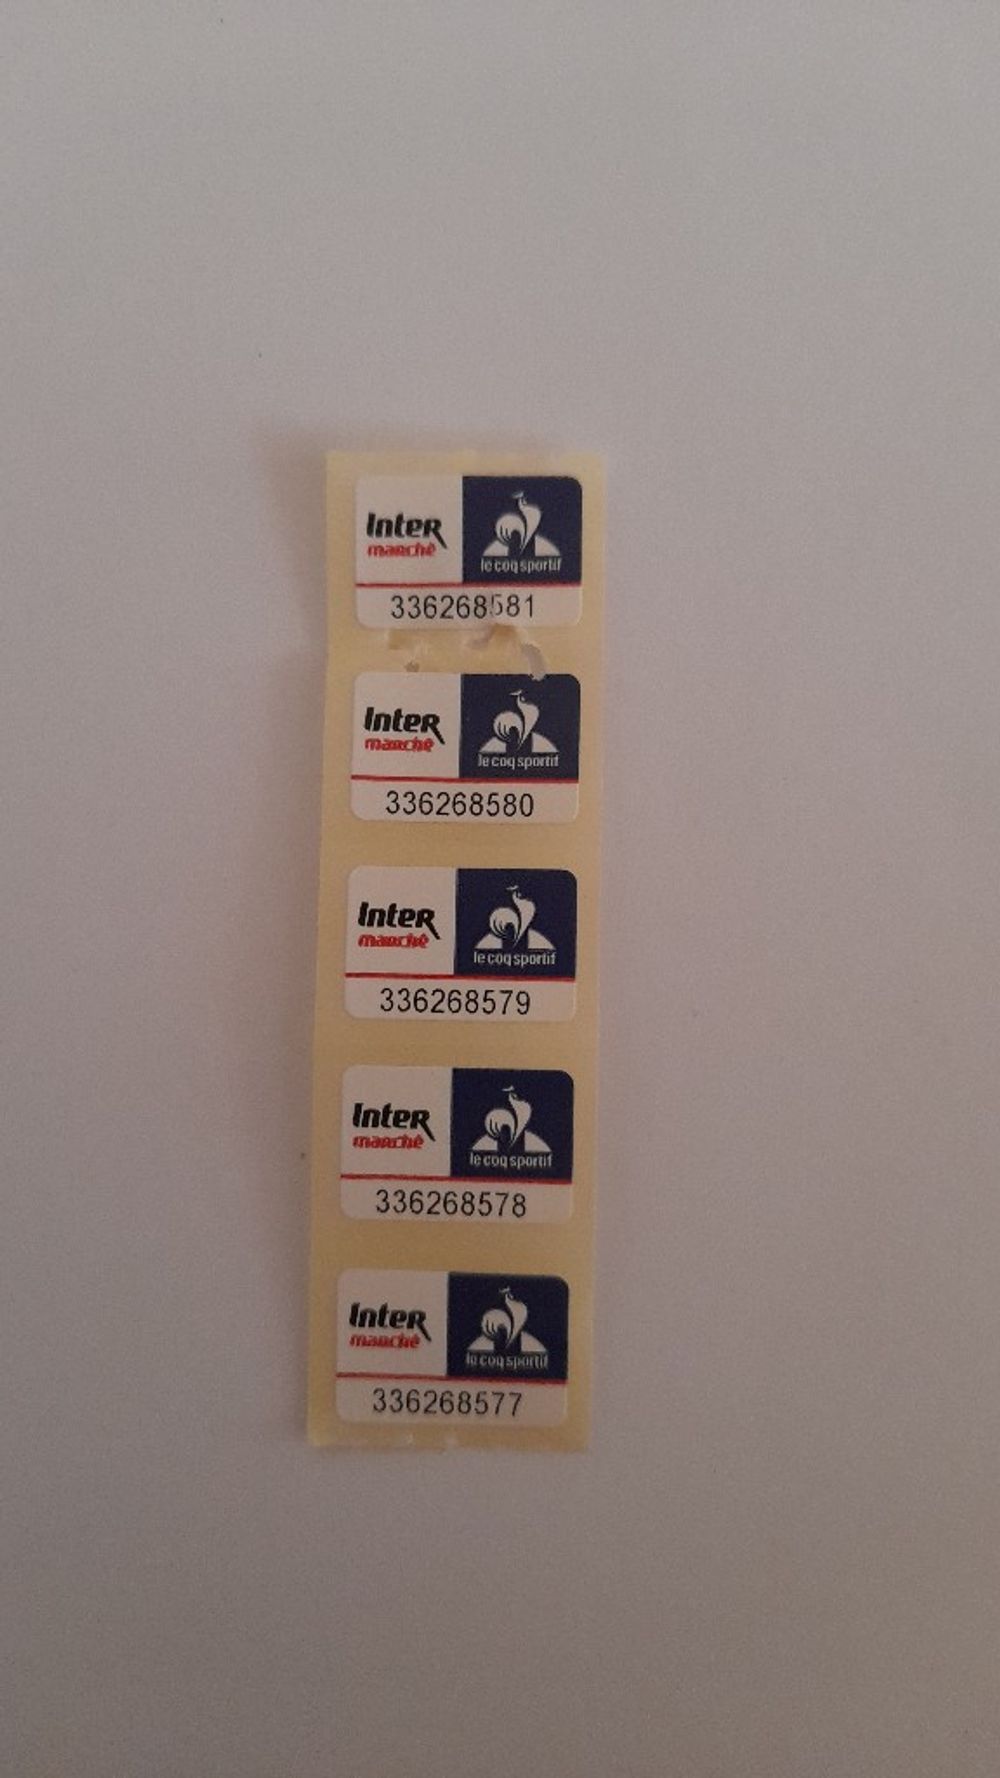 Inter
marché
le coq sportif
336268581
Inter
marché
le coq sportif
336268580
Inter
marché
le coq sportif
336268579
Inter
marché
le coq sportif
336268578
Inter
marché
le coq sportif
336268577